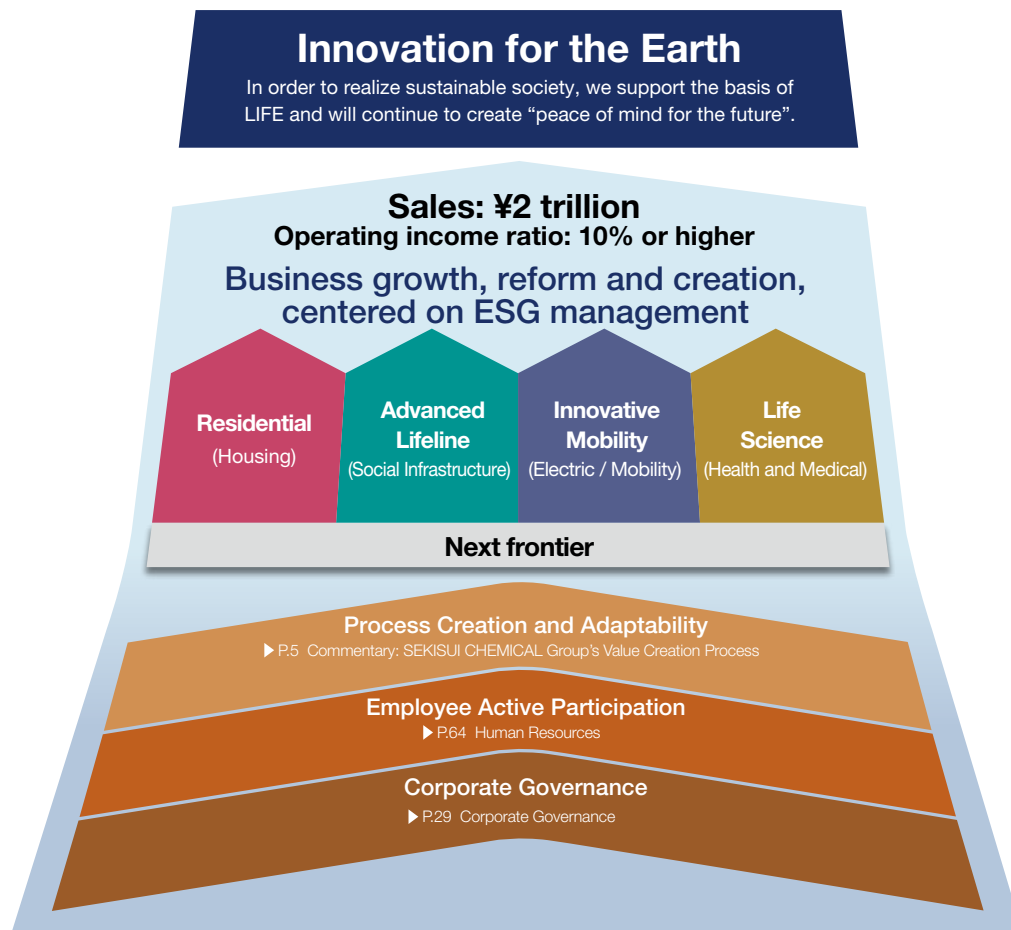 Innovation for the Earth
In order to realize sustainable society, we support the basis of
LIFE and will continue to create “peace of mind for the future”.
Sales: ¥2 trillion
Operating income ratio: 10% or higher
Business growth, reform and creation,
centered on ESG management
Residential
(Housing)
Advanced
Lifeline
(Social Infrastructure)
Innovative
Mobility
(Electric / Mobility)
Life
Science
(Health and Medical)
Next frontier
Process Creation and Adaptability
▶ P.5 Commentary: SEKISUI CHEMICAL Group’s Value Creation Process
Employee Active Participation
▶ P.64 Human Resources
Corporate Governance
▶ P.29 Corporate Governance